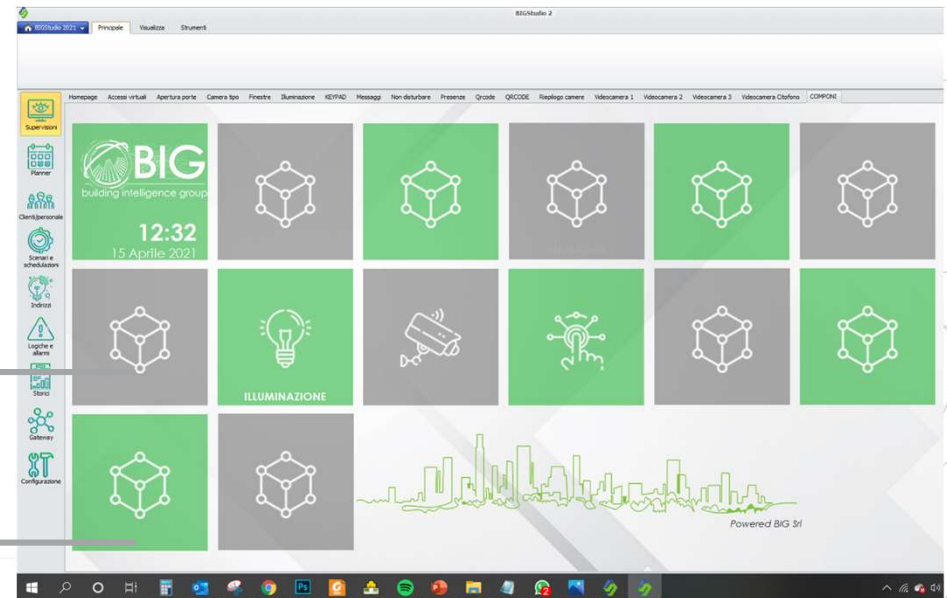 BIGStudio 2
BIGStudio 2021
Principale
Visualizza
Strumenti
Homepage
Accessi virtuali
Apertura porte
Camera tipo
Finestra
Illuminazione
KEYPAD
Messaggi
Non disturbare
Presenze
Qrcode
QRCODE
Riepilogo camere
Videocamera 1
Videocamera 2
Videocamera 3
Videocamera Citofono
COMPONI
Supervisioni
Planner
Clienti/personale
Scenari e
schedulazioni
Indirizzi
Logiche e
allarmi
Storici
Gateway
Configurazione
BIG
building intelligence group
12:32
15 Aprile 2021
ILLUMINAZIONE
Powered BIG Srl
Ps
2